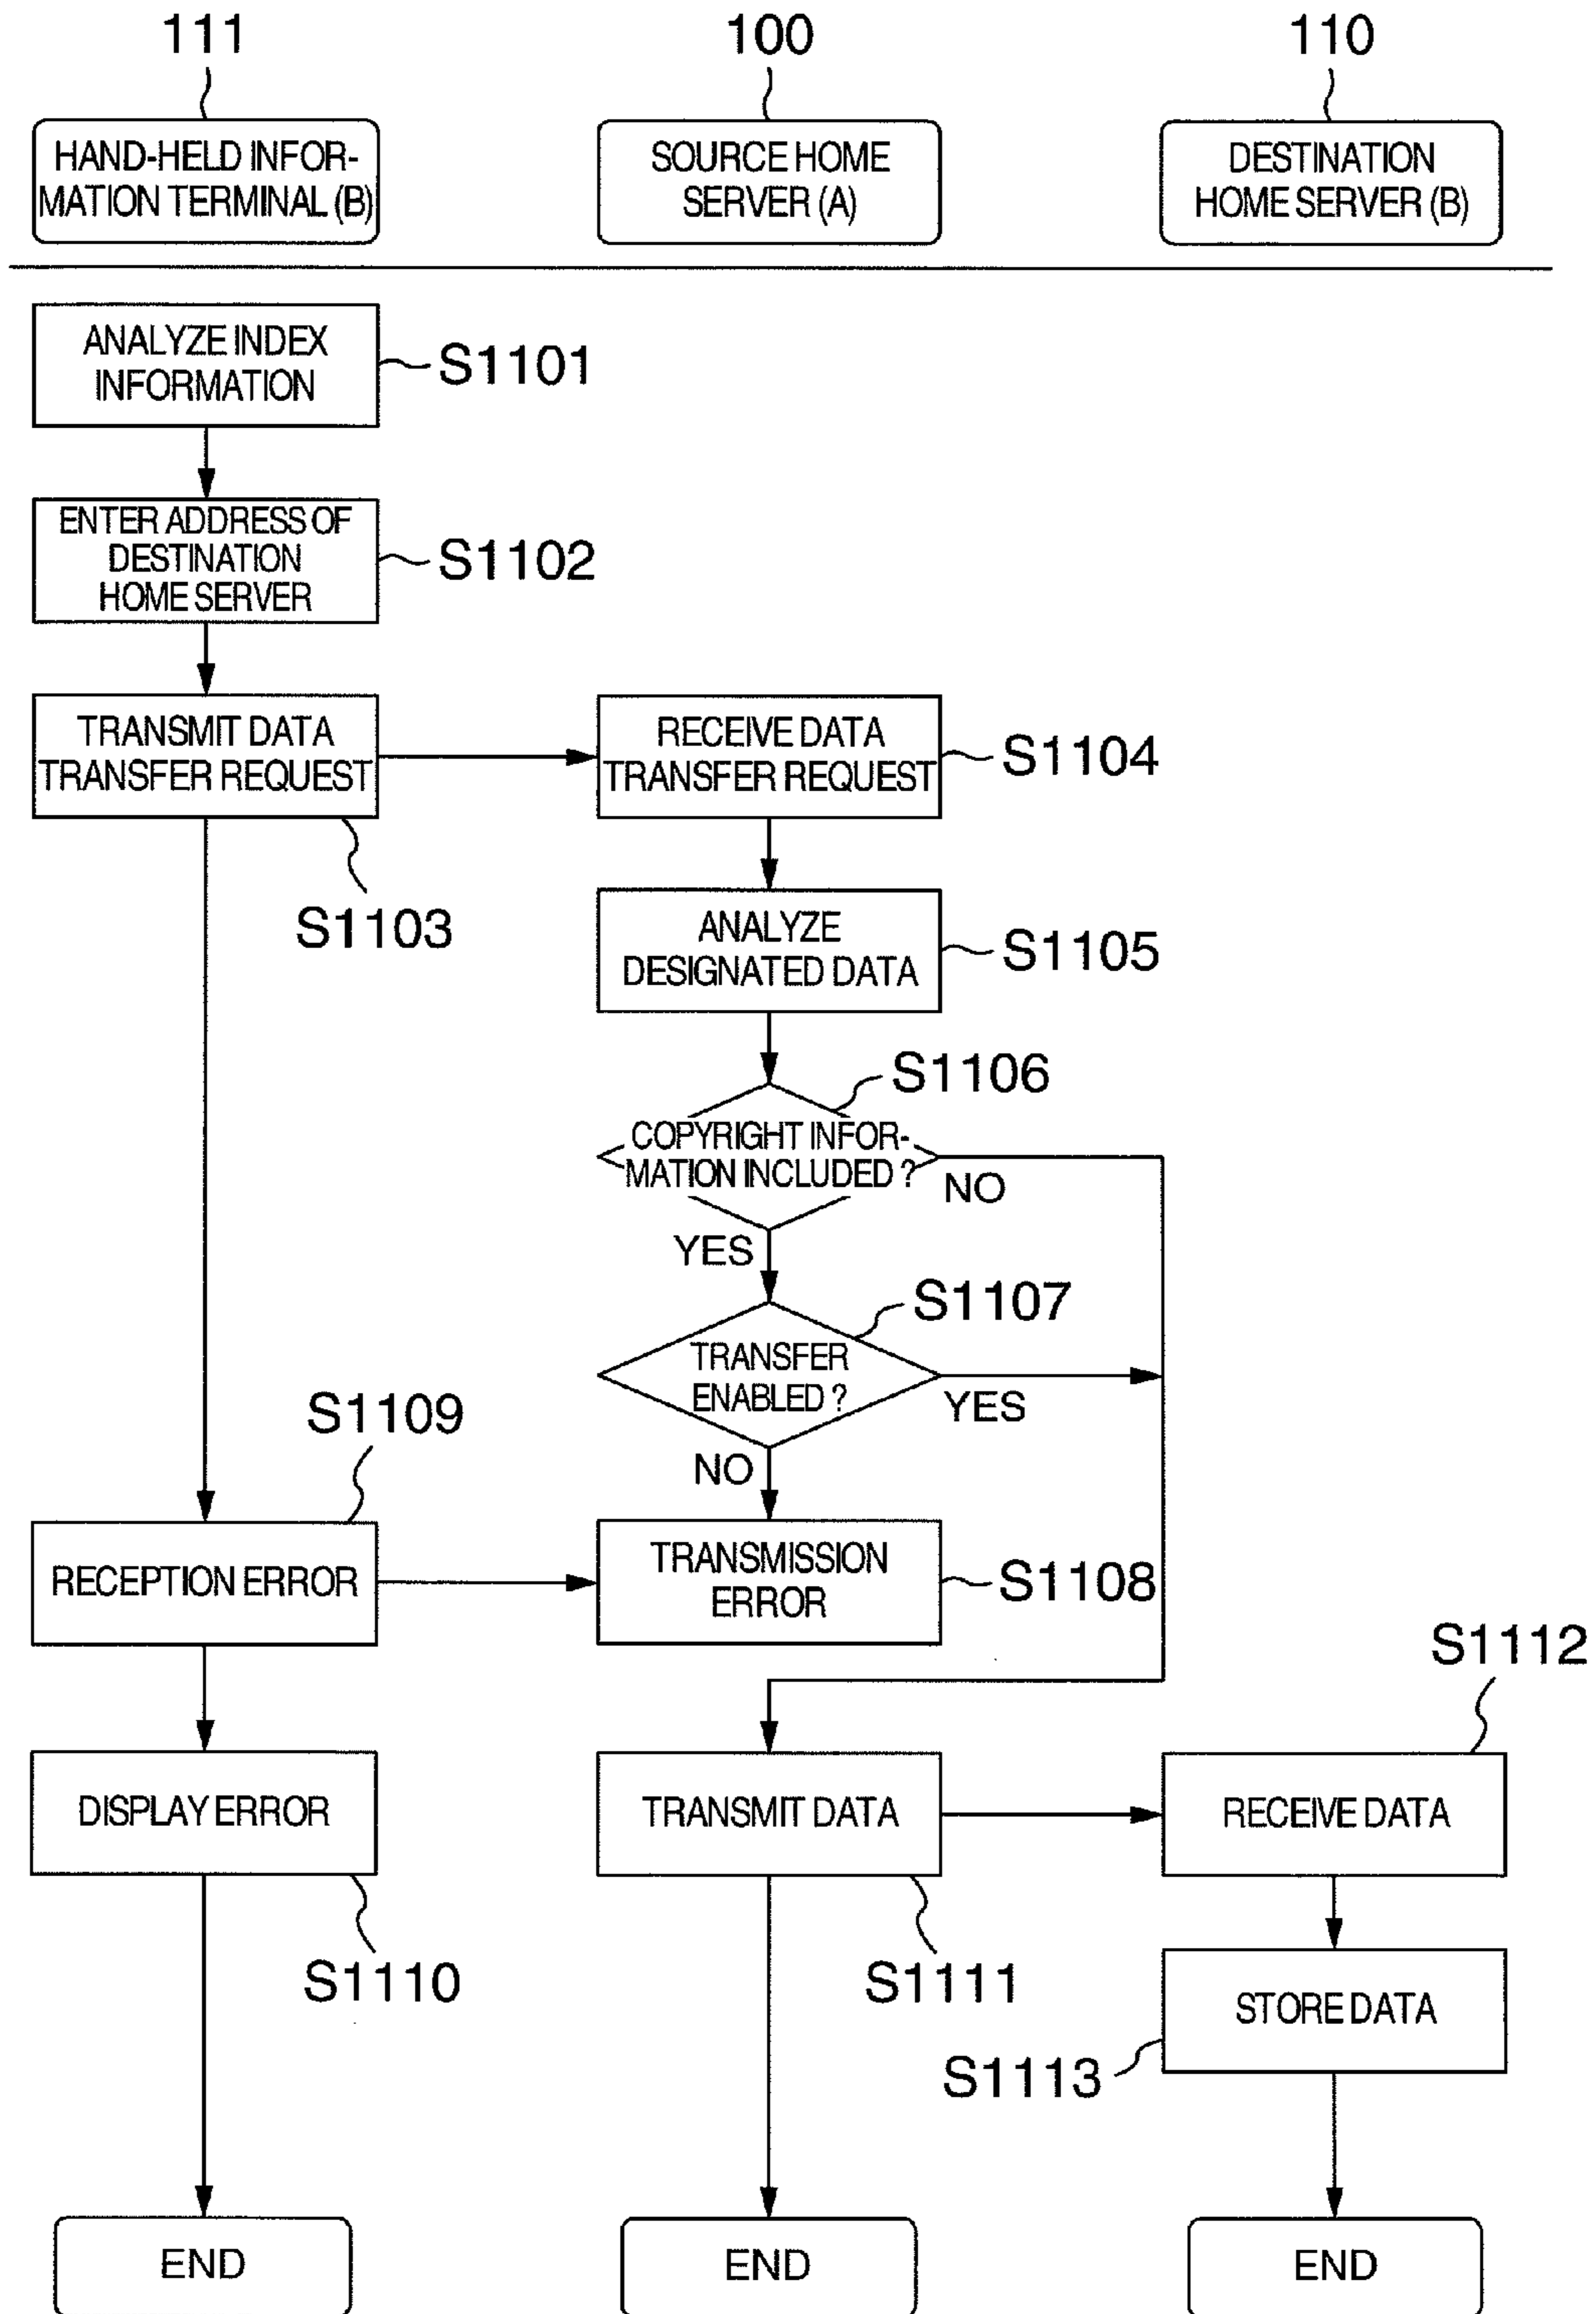 111
100
110
HAND-HELD INFOR-
MATION TERMINAL (B)
SOURCE HOME
SERVER (A)
DESTINATION
HOME SERVER (B)
ANALYZE INDEX
INFORMATION
S1101
ENTER ADDRESS OF
DESTINATION
HOME SERVER
S1102
TRANSMIT DATA
TRANSFER REQUEST
S1103
RECEIVE DATA
TRANSFER REQUEST
S1104
ANALYZE
DESIGNATED DATA
S1105
S1106
COPYRIGHT INFOR-
MATION INCLUDED ?
NO
YES
S1107
TRANSFER
ENABLED ?
YES
NO
S1109
RECEPTION ERROR
TRANSMISSION
ERROR
S1108
S1112
DISPLAY ERROR
S1110
TRANSMIT DATA
S1111
RECEIVE DATA
STORE DATA
S1113
END
END
END